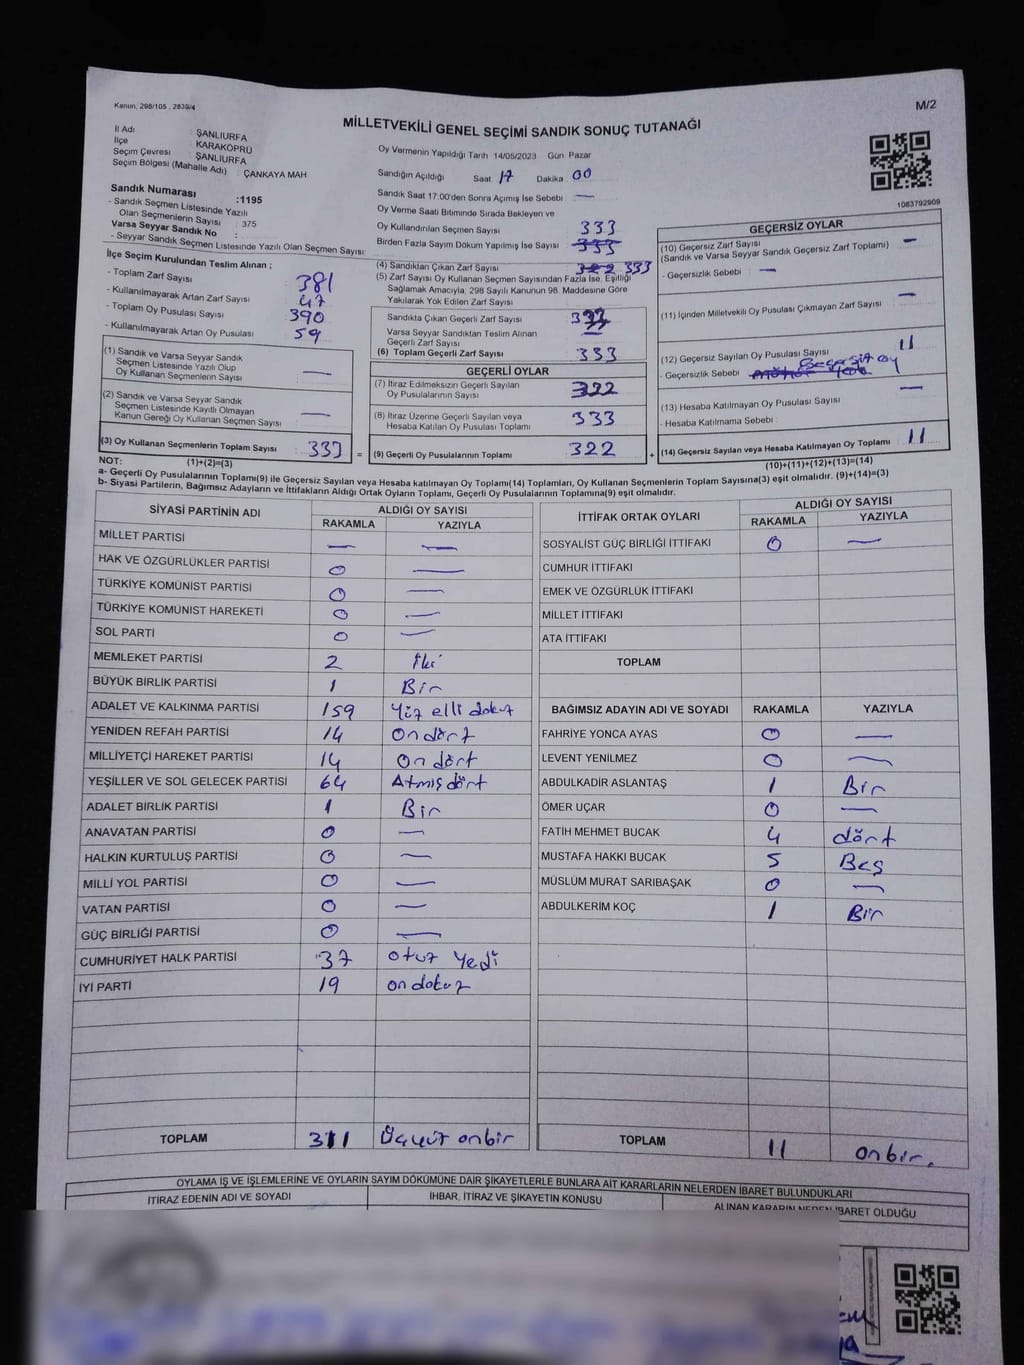 Kanun, 298/105 , 2839/4
M/2
MİLLETVEKİLİ GENEL SEÇİMİ SANDIK SONUÇ TUTANAĞI
İl Adı : ŞANLIURFA
İlçe KARAKÖPRÜ
Seçim Çevresi : ŞANLIURFA
Seçim Bölgesi (Mahalle Adı) : ÇANKAYA MAH
Sandık Numarası :1195
- Sandık Seçmen Listesinde Yazılı
Olan Seçmenlerin Sayısı : 375
Varsa Seyyar Sandık No :
- Seyyar Sandık Seçmen Listesinde Yazılı Olan Seçmen Sayısı:
İlçe Seçim Kurulundan Teslim Alınan ;
- Toplam Zarf Sayısı 381
- Kullanılmayarak Artan Zarf Sayısı 47
- Toplam Oy Pusulası Sayısı 390
- Kullanılmayarak Artan Oy Pusulası 59
(1) Sandık ve Varsa Seyyar Sandık
Seçmen Listesinde Yazılı Olup
Oy Kullanan Seçmenlerin Sayısı —
(2) Sandık ve Varsa Seyyar Sandık
Seçmen Listesinde Kayıtlı Olmayan
Kanun Gereği Oy Kullanan Seçmen Sayısı —
(3) Oy Kullanan Seçmenlerin Toplam Sayısı 333 =
(1)+(2)=(3)
Oy Vermenin Yapıldığı Tarih 14/05/2023 Gün Pazar
Sandığın Açıldığı Saat 17 Dakika 00
Sandık Saat 17:00'den Sonra Açılmış İse Sebebi —
Oy Verme Saati Bitiminde Sırada Bekleyen ve
Oy Kullandırılan Seçmen Sayısı 333
Birden Fazla Sayım Döküm Yapılmış İse Sayısı 333
(4) Sandıktan Çıkan Zarf Sayısı 322 333
(5) Zarf Sayısı Oy Kullanan Seçmen Sayısından Fazla İse, Eşitliği
Sağlamak Amacıyla, 298 Sayılı Kanunun 98. Maddesine Göre
Yakılarak Yok Edilen Zarf Sayısı
Sandıkta Çıkan Geçerli Zarf Sayısı
Varsa Seyyar Sandıktan Teslim Alınan
Geçerli Zarf Sayısı —
(6) Toplam Geçerli Zarf Sayısı 333
GEÇERLİ OYLAR
(7) İtiraz Edilmeksizin Geçerli Sayılan
Oy Pusulalarının Sayısı 322
(8) İtiraz Üzerine Geçerli Sayılan veya
Hesaba Katılan Oy Pusulası Toplamı 333
(9) Geçerli Oy Pusulalarının Toplamı 322 +
1083792909
GEÇERSİZ OYLAR
(10) Geçersiz Zarf Sayısı —
(Sandık ve Varsa Seyyar Sandık Geçersiz Zarf Toplamı)
- Geçersizlik Sebebi : —
(11) İçinden Milletvekili Oy Pusulası Çıkmayan Zarf Sayısı —
(12) Geçersiz Sayılan Oy Pusulası Sayısı 11
- Geçersizlik Sebebi oy
(13) Hesaba Katılmayan Oy Pusulası Sayısı —
- Hesaba Katılmama Sebebi :
(14) Geçersiz Sayılan veya Hesaba Katılmayan Oy Toplamı 11
(10)+(11)+(12)+(13)=(14)
NOT:
a- Geçerli Oy Pusulalarının Toplamı(9) ile Geçersiz Sayılan veya Hesaba katılmayan Oy Toplamı(14) Toplamları, Oy Kullanan Seçmenlerin Toplam Sayısına(3) eşit olmalıdır. (9)+(14)=(3)
b- Siyasi Partilerin, Bağımsız Adayların ve İttifakların Aldığı Ortak Oyların Toplamı, Geçerli Oy Pusulalarının Toplamına(9) eşit olmalıdır.
SİYASİ PARTİNİN ADI ALDIĞI OY SAYISI
RAKAMLA YAZIYLA
MİLLET PARTİSİ — —
HAK VE ÖZGÜRLÜKLER PARTİSİ 0 —
TÜRKİYE KOMÜNİST PARTİSİ 0 —
TÜRKİYE KOMÜNİST HAREKETİ 0 —
SOL PARTİ 0 —
MEMLEKET PARTİSİ 2 İki
BÜYÜK BİRLİK PARTİSİ 1 Bir
ADALET VE KALKINMA PARTİSİ 159 Yüz elli dokuz
YENİDEN REFAH PARTİSİ 14 On dört
MİLLİYETÇİ HAREKET PARTİSİ 14 On dört
YEŞİLLER VE SOL GELECEK PARTİSİ 64 Atmış dört
ADALET BİRLİK PARTİSİ 1 Bir
ANAVATAN PARTİSİ 0 —
HALKIN KURTULUŞ PARTİSİ 0 —
MİLLİ YOL PARTİSİ 0 —
VATAN PARTİSİ 0 —
GÜÇ BİRLİĞİ PARTİSİ 0 —
CUMHURİYET HALK PARTİSİ 37 otuz Yedi
İYİ PARTİ 19 on dokuz
TOPLAM 311 Üçyüz onbir
İTTİFAK ORTAK OYLARI ALDIĞI OY SAYISI
RAKAMLA YAZIYLA
SOSYALİST GÜÇ BİRLİĞİ İTTİFAKI 0 —
CUMHUR İTTİFAKI
EMEK VE ÖZGÜRLÜK İTTİFAKI
MİLLET İTTİFAKI
ATA İTTİFAKI
TOPLAM
BAĞIMSIZ ADAYIN ADI VE SOYADI RAKAMLA YAZIYLA
FAHRİYE YONCA AYAS 0 —
LEVENT YENİLMEZ 0 —
ABDULKADİR ASLANTAŞ 1 Bir
ÖMER UÇAR 0 —
FATİH MEHMET BUCAK 4 dört
MUSTAFA HAKKI BUCAK 5 Beş
MÜSLÜM MURAT SARIBAŞAK 0 —
ABDULKERİM KOÇ 1 Bir
TOPLAM 11 onbir.
OYLAMA İŞ VE İŞLEMLERİNE VE OYLARIN SAYIM DÖKÜMÜNE DAİR ŞİKAYETLERLE BUNLARA AİT KARARLARIN NELERDEN İBARET BULUNDUKLARI
İTİRAZ EDENİN ADI VE SOYADI İHBAR, İTİRAZ VE ŞİKAYETİN KONUSU ALINAN KARARIN NEDEN İBARET OLDUĞU